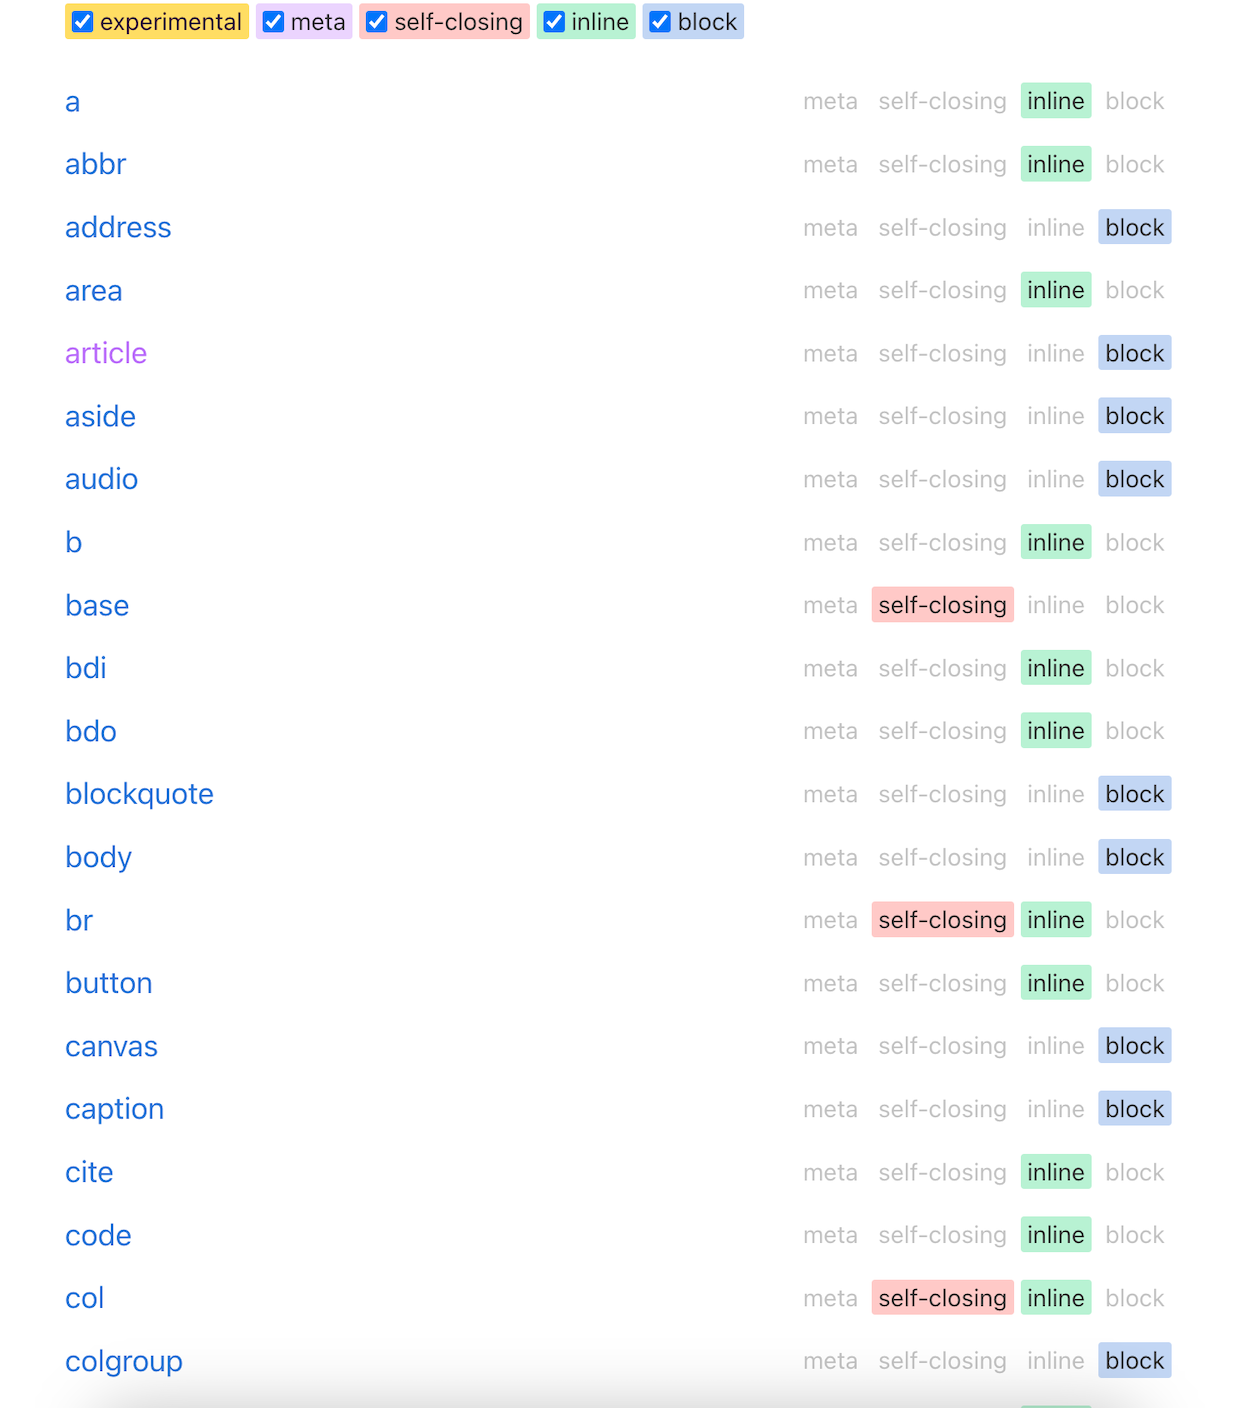 experimental meta self-closing inline block
a meta self-closing inline block
abbr meta self-closing inline block
address meta self-closing inline block
area meta self-closing inline block
article meta self-closing inline block
aside meta self-closing inline block
audio meta self-closing inline block
b meta self-closing inline block
base meta self-closing inline block
bdi meta self-closing inline block
bdo meta self-closing inline block
blockquote meta self-closing inline block
body meta self-closing inline block
br meta self-closing inline block
button meta self-closing inline block
canvas meta self-closing inline block
caption meta self-closing inline block
cite meta self-closing inline block
code meta self-closing inline block
col meta self-closing inline block
colgroup meta self-closing inline block